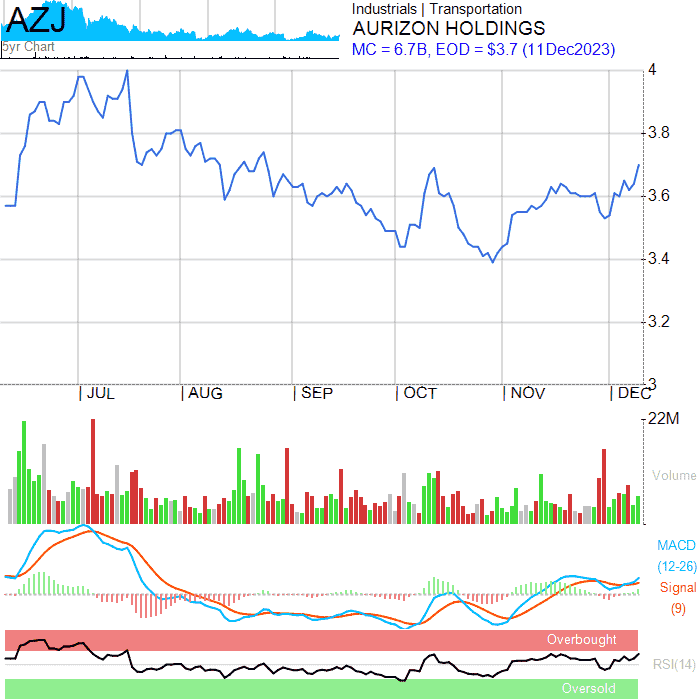 AZJ
5yr Chart
Industrials | Transportation
AURIZON HOLDINGS
MC = 6.7B, EOD = $3.7 (11Dec2023)
4
3.8
3.6
3.4
3.2
3
| JUL | AUG | SEP | OCT | NOV | DEC
22M
Volume
MACD
(12-26)
Signal
(9)
Overbought
RSI(14)
Oversold